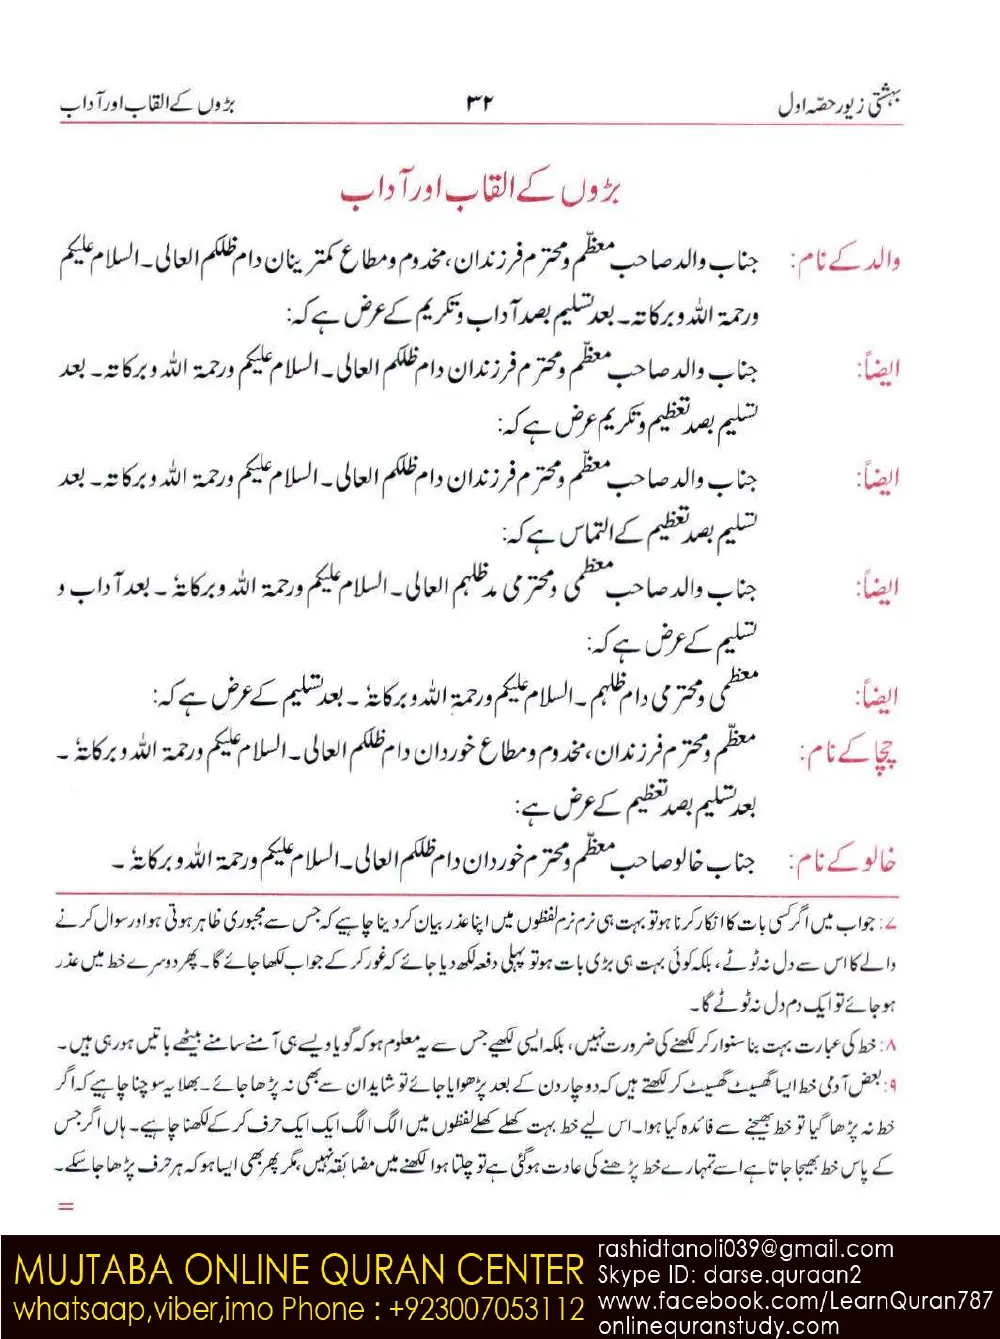 بہشتی زیور حصّہ اول ۳۲ بڑوں کے القاب اور آداب
بڑوں کے القاب اور آداب
والد کے نام: جناب والد صاحب معظّم ومحترم فرزندان، مخدوم ومطاع کمترینان دام ظلکم العالی۔ السلام علیکم
ورحمۃ اللہ وبرکاتہ۔ بعد تسلیم بصد آداب وتکریم کے عرض ہے کہ:
ایضاً: جناب والد صاحب معظّم ومحترم فرزندان دام ظلکم العالی۔ السلام علیکم ورحمۃ اللہ وبرکاتہ۔ بعد
تسلیم بصد تعظیم وتکریم عرض ہے کہ:
ایضاً: جناب والد صاحب معظّم ومحترم فرزندان دام ظلکم العالی۔ السلام علیکم ورحمۃ اللہ وبرکاتہ۔ بعد
تسلیم بصد تعظیم کے التماس ہے کہ:
ایضاً: جناب والد صاحب معظمی ومحترمی مد ظلہم العالی۔ السلام علیکم ورحمۃ اللہ وبرکاتہٗ۔ بعد آداب و
تسلیم کے عرض ہے کہ:
ایضاً: معظمی ومحترمی دام ظلہم۔ السلام علیکم ورحمۃ اللہ وبرکاتہٗ۔ بعد تسلیم کے عرض ہے کہ:
چچا کے نام: معظّم ومحترم فرزندان، مخدوم ومطاع خوردان دام ظلکم العالی۔ السلام علیکم ورحمۃ اللہ وبرکاتہٗ۔
بعد تسلیم بصد تعظیم کے عرض ہے:
خالو کے نام: جناب خالو صاحب معظّم ومحترم خوردان دام ظلکم العالی۔ السلام علیکم ورحمۃ اللہ وبرکاتہٗ۔
۷: جواب میں اگر کسی بات کا انکار کرنا ہو تو بہت ہی نرم نرم لفظوں میں اپنا عذر بیان کر دینا چاہیے کہ جس سے مجبوری ظاہر ہوتی ہو اور سوال کرنے
والے کا اس سے دل نہ ٹوٹے، بلکہ کوئی بہت ہی بڑی بات ہو تو پہلی دفعہ لکھ دیا جائے کہ غور کر کے جواب لکھا جائے گا۔ پھر دوسرے خط میں عذر
ہو جائے تو ایک دم دل نہ ٹوٹے گا۔
۸: خط کی عبارت بہت بنا سنوار کر لکھنے کی ضرورت نہیں، بلکہ ایسی لکھیے جس سے یہ معلوم ہو کہ گویا ویسے ہی آمنے سامنے بیٹھے باتیں ہو رہی ہیں۔
۹: بعض آدمی خط ایسا گھسیٹ گھسیٹ کر لکھتے ہیں کہ دو چار دن کے بعد پڑھوایا جائے تو شاید ان سے بھی نہ پڑھا جائے۔ بھلا یہ سوچنا چاہیے کہ اگر
خط نہ پڑھا گیا تو خط بھیجنے سے فائدہ کیا ہوا۔ اس لیے خط بہت کھلے کھلے لفظوں میں الگ الگ ایک ایک حرف کر کے لکھنا چاہیے۔ ہاں اگر جس
کے پاس خط بھیجا جاتا ہے اسے تمہارے خط پڑھنے کی عادت ہو گئی ہے تو چلتا ہوا لکھنے میں مضائقہ نہیں، مگر پھر بھی ایسا ہو کہ ہر حرف پڑھا جا سکے۔
=
MUJTABA ONLINE QURAN CENTER
whatsaap,viber,imo Phone : +923007053112
rashidtanoli039@gmail.com
Skype ID: darse.quraan2
www.facebook.com/LearnQuran787
onlinequranstudy.com